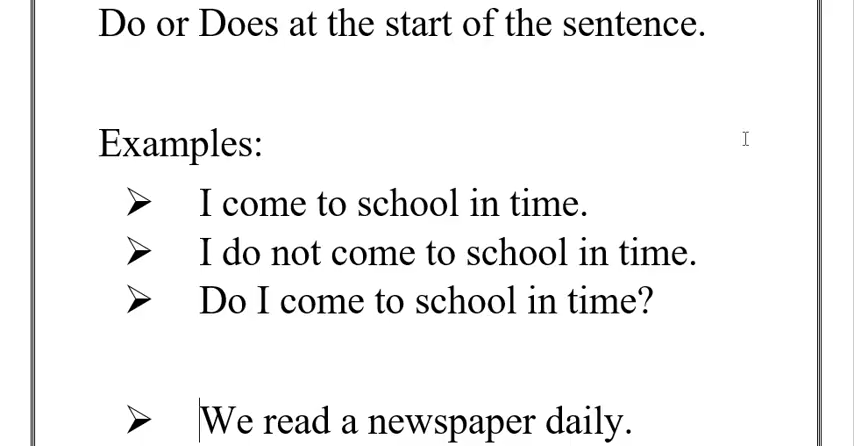 Do or Does at the start of the sentence.
Examples:
I come to school in time.
I do not come to school in time.
Do I come to school in time?
We read a newspaper daily.